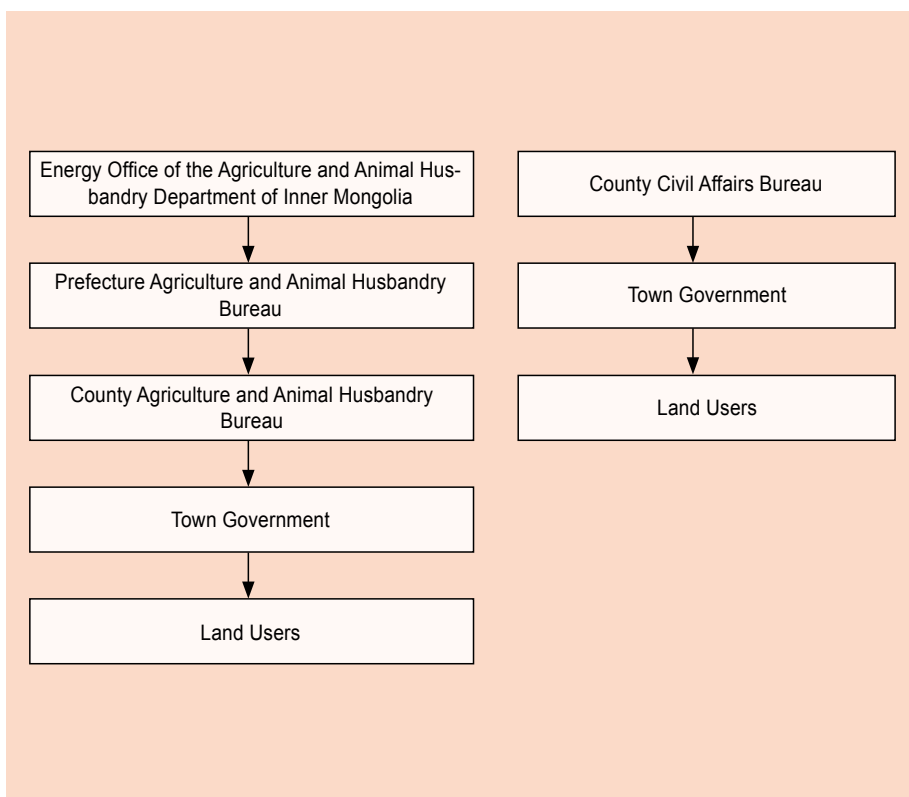 Energy Office of the Agriculture and Animal Hus-
bandry Department of Inner Mongolia
Prefecture Agriculture and Animal Husbandry
Bureau
County Agriculture and Animal Husbandry
Bureau
Town Government
Land Users
County Civil Affairs Bureau
Town Government
Land Users